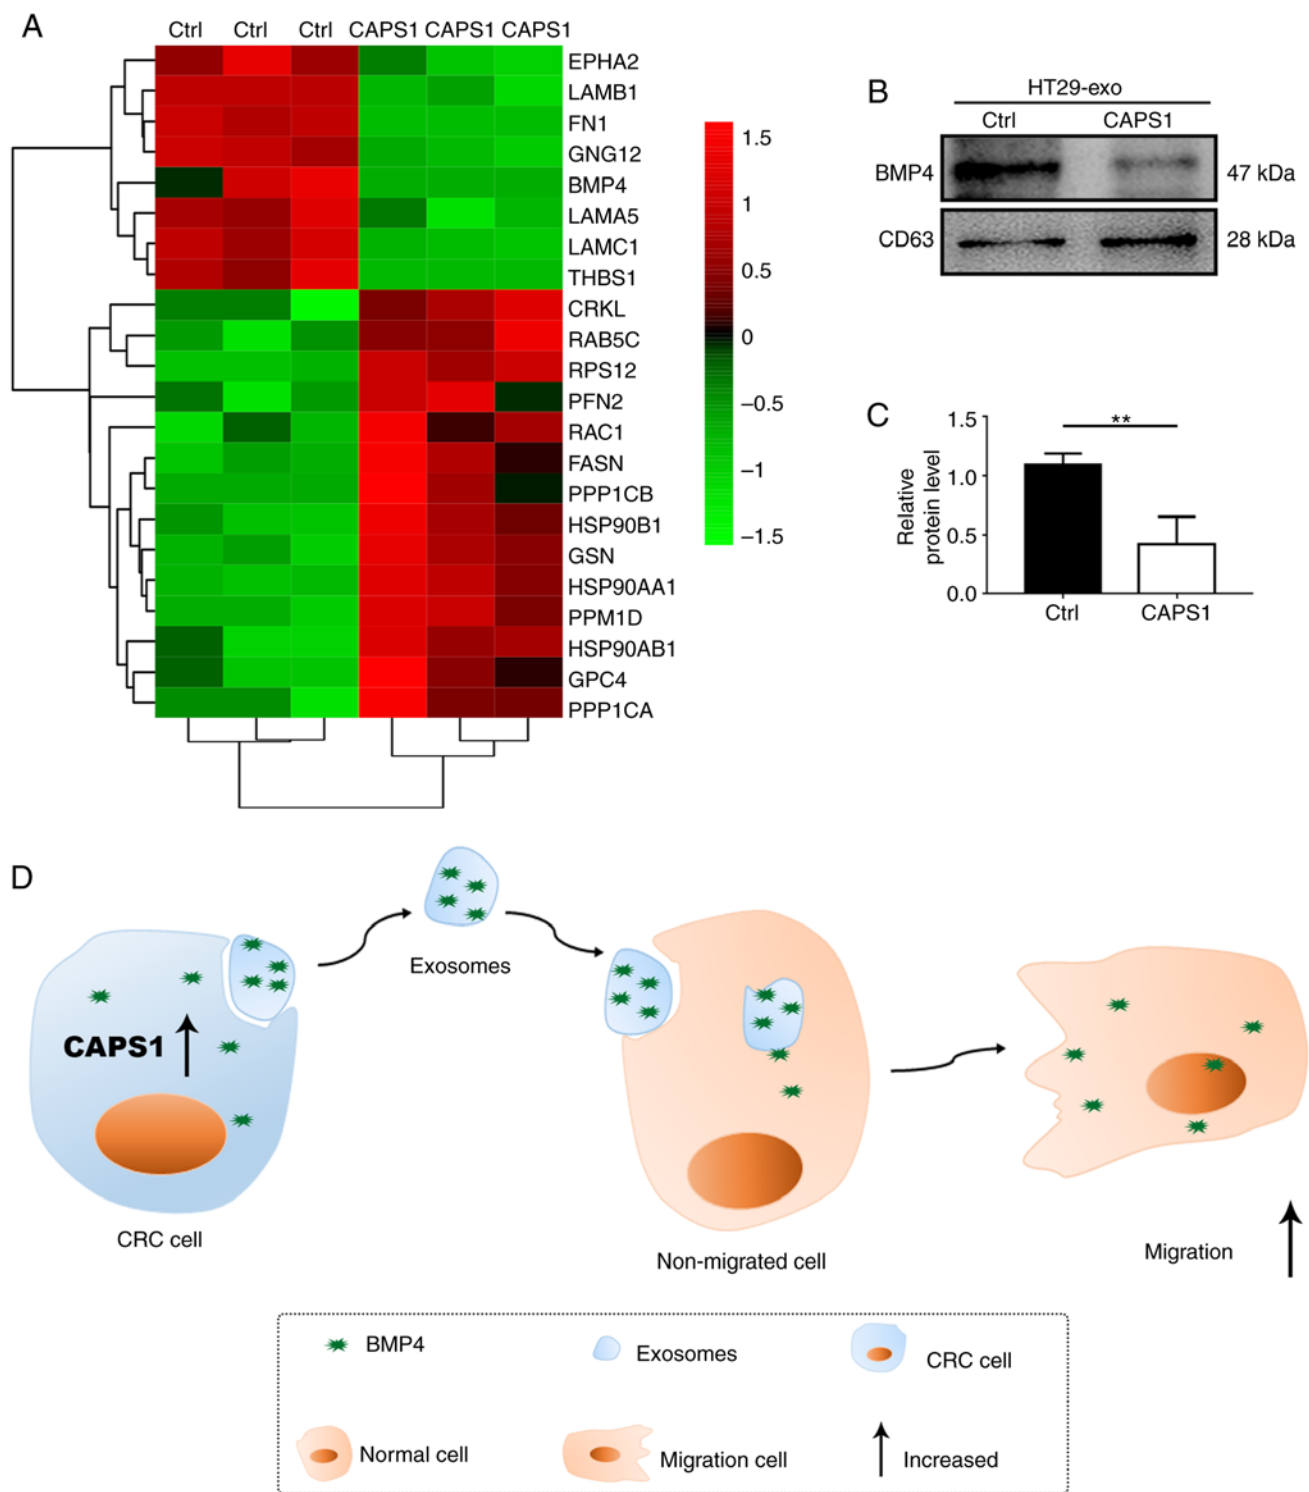 A
Ctrl Ctrl Ctrl CAPS1 CAPS1 CAPS1
EPHA2
LAMB1
FN1
GNG12
BMP4
LAMA5
LAMC1
THBS1
CRKL
RAB5C
RPS12
PFN2
RAC1
FASN
PPP1CB
HSP90B1
GSN
HSP90AA1
PPM1D
HSP90AB1
GPC4
PPP1CA
1.5
1
0.5
0
−0.5
−1
−1.5
B
HT29-exo
Ctrl CAPS1
BMP4 47 kDa
CD63 28 kDa
C
Relative
protein level
1.5
1.0
0.5
0.0
**
Ctrl CAPS1
D
CAPS1
CRC cell
Exosomes
Non-migrated cell
Migration
BMP4
Exosomes
CRC cell
Normal cell
Migration cell
Increased